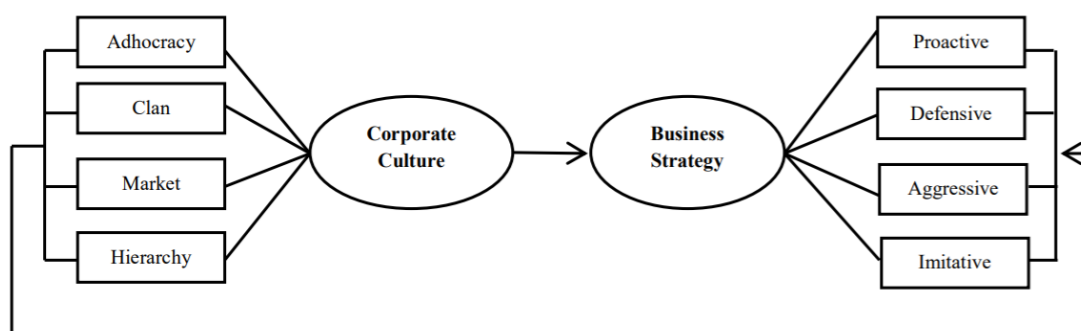 Adhocracy
Clan
Market
Hierarchy
Corporate
Culture
Business
Strategy
Proactive
Defensive
Aggressive
Imitative